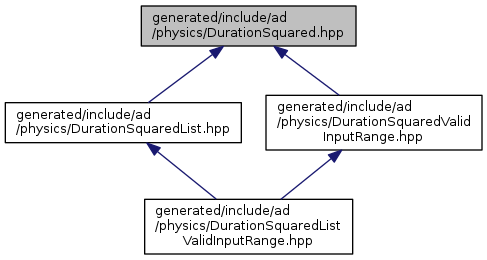 generated/include/ad
/physics/DurationSquared.hpp
generated/include/ad
/physics/DurationSquaredList.hpp
generated/include/ad
/physics/DurationSquaredValid
InputRange.hpp
generated/include/ad
/physics/DurationSquaredList
ValidInputRange.hpp